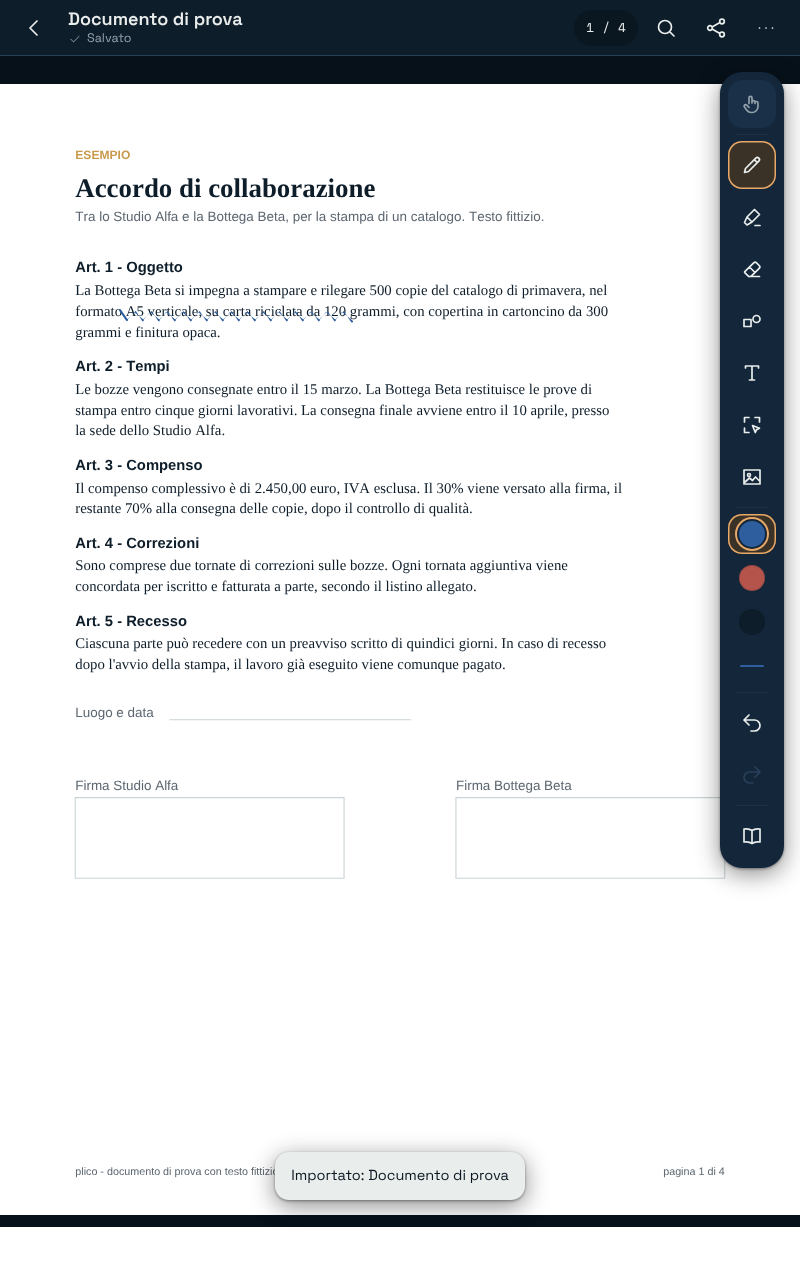 Documento di prova
Salvato
1 / 4
ESEMPIO
Accordo di collaborazione
Tra lo Studio Alfa e la Bottega Beta, per la stampa di un catalogo. Testo fittizio.
Art. 1 - Oggetto
La Bottega Beta si impegna a stampare e rilegare 500 copie del catalogo di primavera, nel
formato A5 verticale, su carta riciclata da 120 grammi, con copertina in cartoncino da 300
grammi e finitura opaca.
Art. 2 - Tempi
Le bozze vengono consegnate entro il 15 marzo. La Bottega Beta restituisce le prove di
stampa entro cinque giorni lavorativi. La consegna finale avviene entro il 10 aprile, presso
la sede dello Studio Alfa.
Art. 3 - Compenso
Il compenso complessivo è di 2.450,00 euro, IVA esclusa. Il 30% viene versato alla firma, il
restante 70% alla consegna delle copie, dopo il controllo di qualità.
Art. 4 - Correzioni
Sono comprese due tornate di correzioni sulle bozze. Ogni tornata aggiuntiva viene
concordata per iscritto e fatturata a parte, secondo il listino allegato.
Art. 5 - Recesso
Ciascuna parte può recedere con un preavviso scritto di quindici giorni. In caso di recesso
dopo l'avvio della stampa, il lavoro già eseguito viene comunque pagato.
Luogo e data
Firma Studio Alfa
Firma Bottega Beta
plico - documento di prova con testo
Importato: Documento di prova
pagina 1 di 4